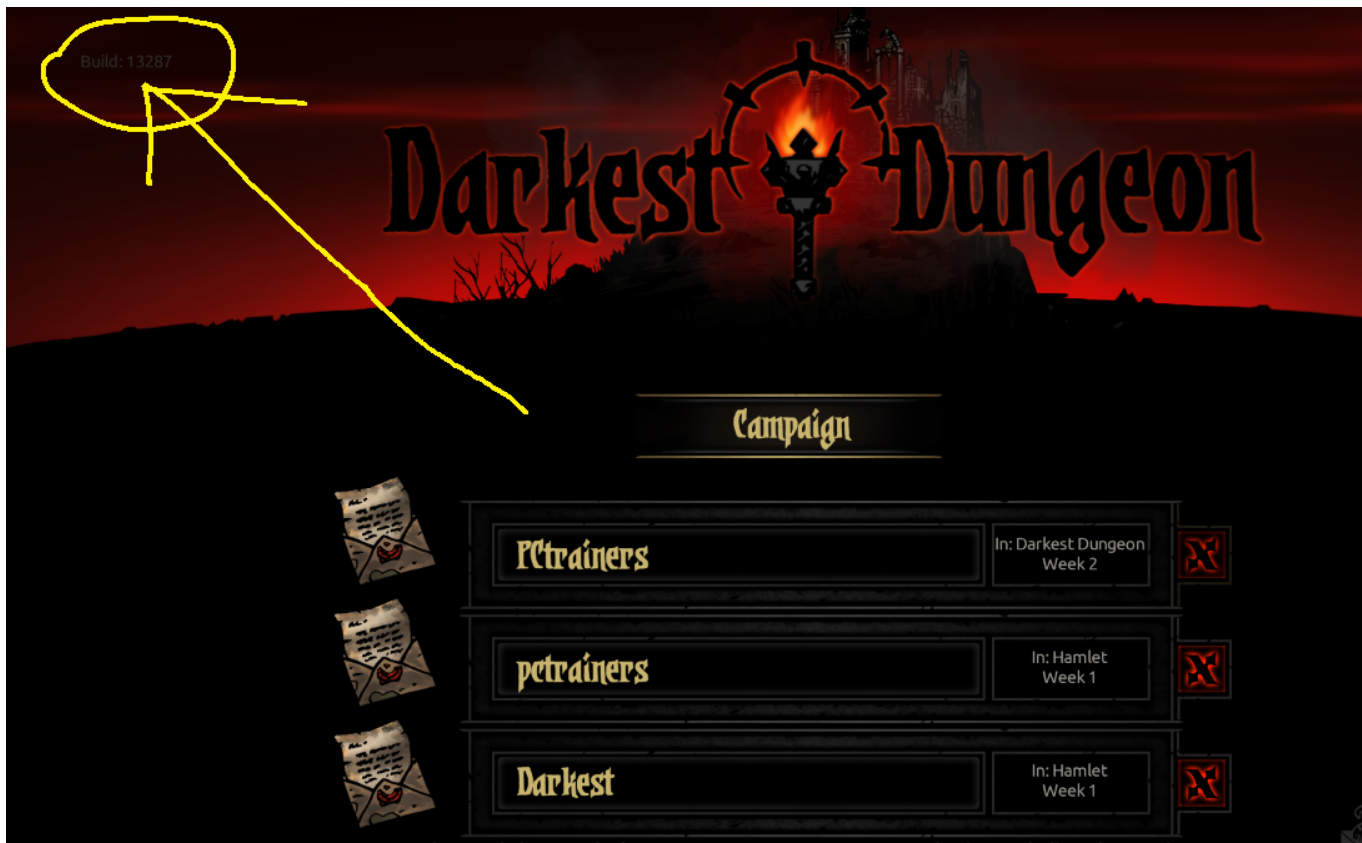 Build: 13287
Darkest Dungeon
Campaign
PCtrainers
In: Darkest Dungeon
Week 2
pctrainers
In: Hamlet
Week 1
Darkest
In: Hamlet
Week 1